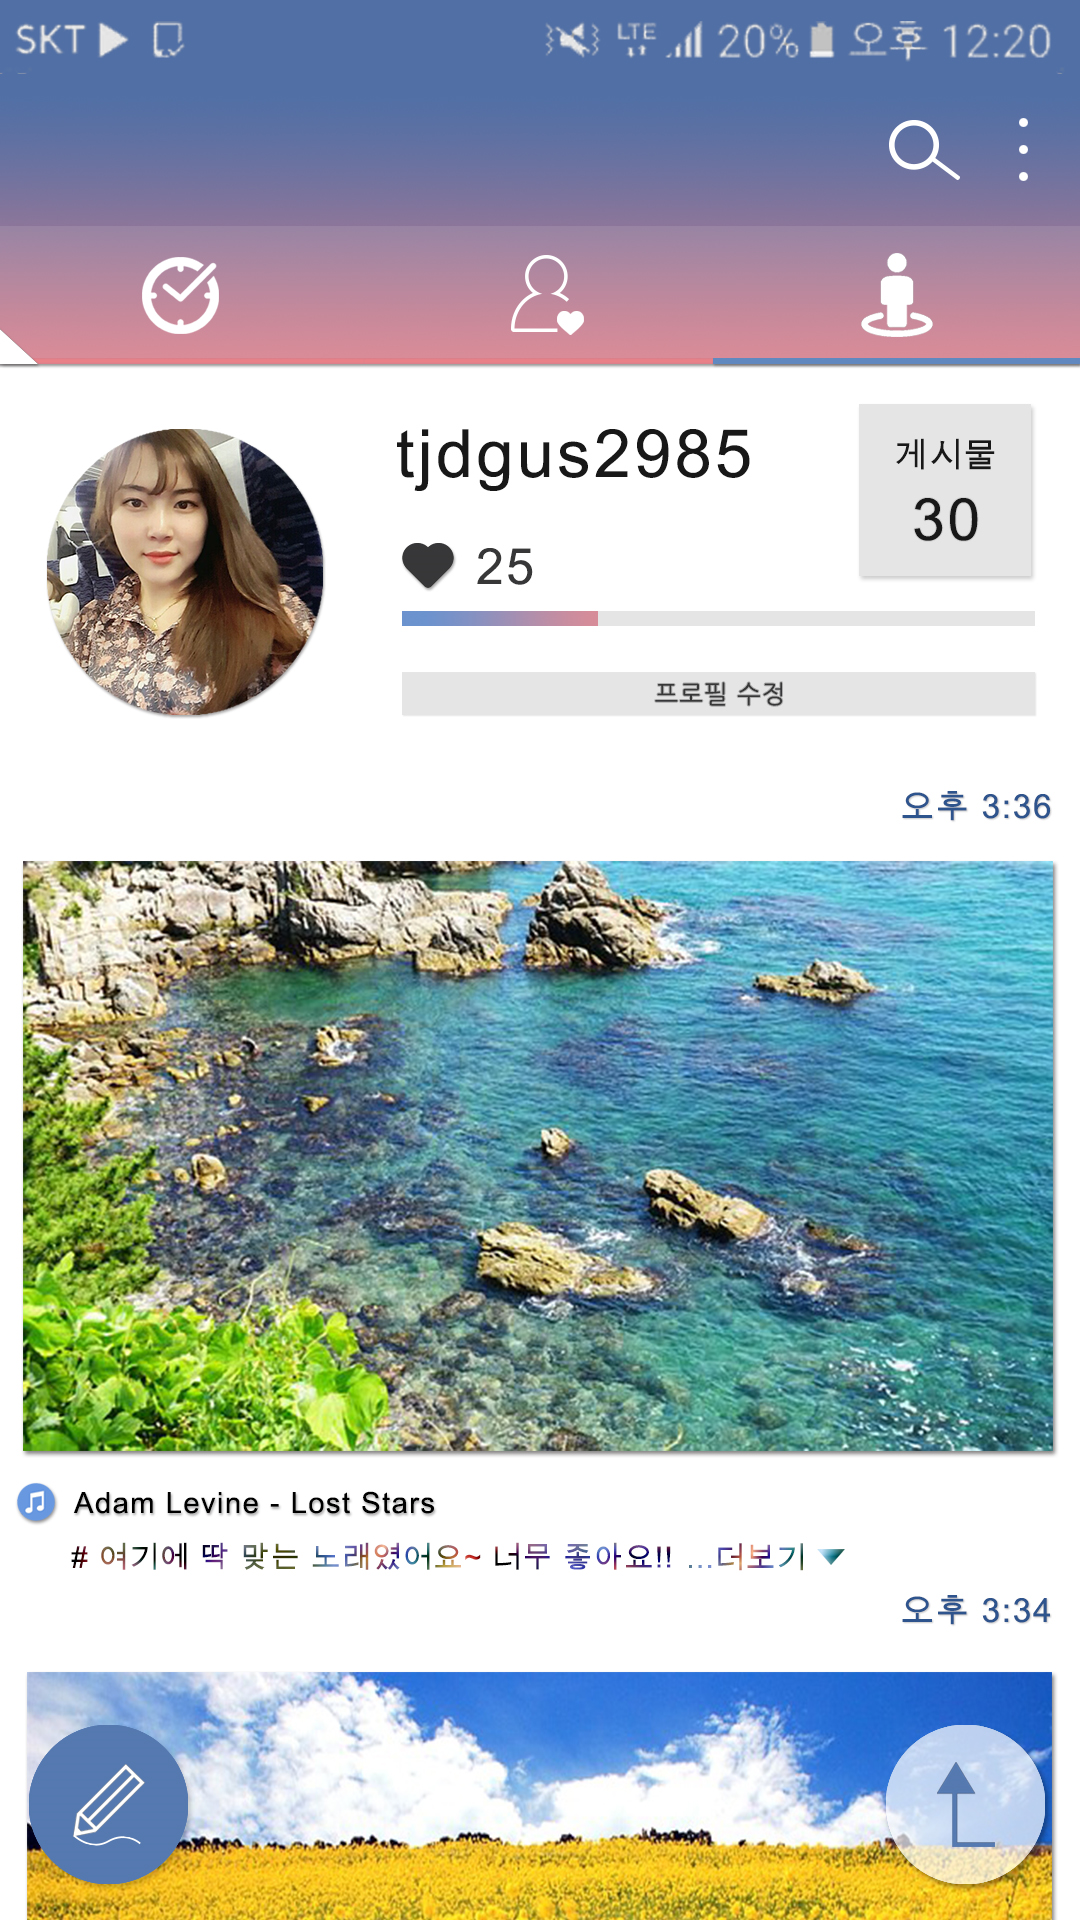 SKT LTE 20% 오후 12:20
tjdgus2985
게시물
30
25
프로필 수정
오후 3:36
Adam Levine - Lost Stars
# 여기에 딱 맞는 노래였어요~ 너무 좋아요!! ...더보기
오후 3:34